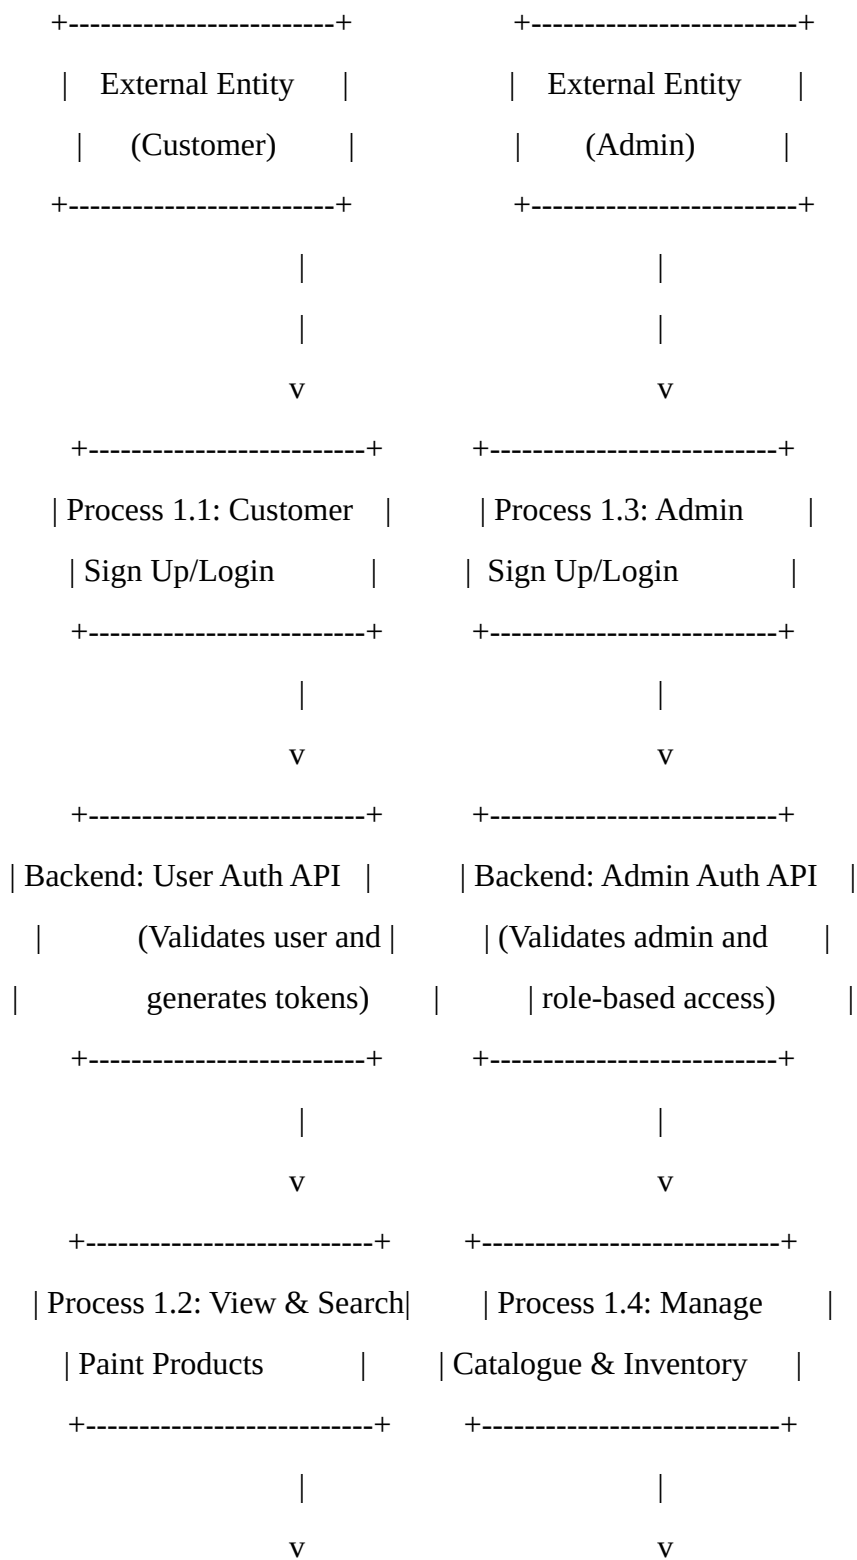 +-------------------------+ +-------------------------+
| External Entity | | External Entity |
| (Customer) | | (Admin) |
+-------------------------+ +-------------------------+
| |
| |
v v
+--------------------------+ +---------------------------+
| Process 1.1: Customer | | Process 1.3: Admin |
| Sign Up/Login | | Sign Up/Login |
+--------------------------+ +---------------------------+
| |
v v
+--------------------------+ +---------------------------+
| Backend: User Auth API | | Backend: Admin Auth API |
| (Validates user and | | (Validates admin and |
| generates tokens) | | role-based access) |
+--------------------------+ +---------------------------+
| |
v v
+---------------------------+ +----------------------------+
| Process 1.2: View & Search| | Process 1.4: Manage |
| Paint Products | | Catalogue & Inventory |
+---------------------------+ +----------------------------+
| |
v v